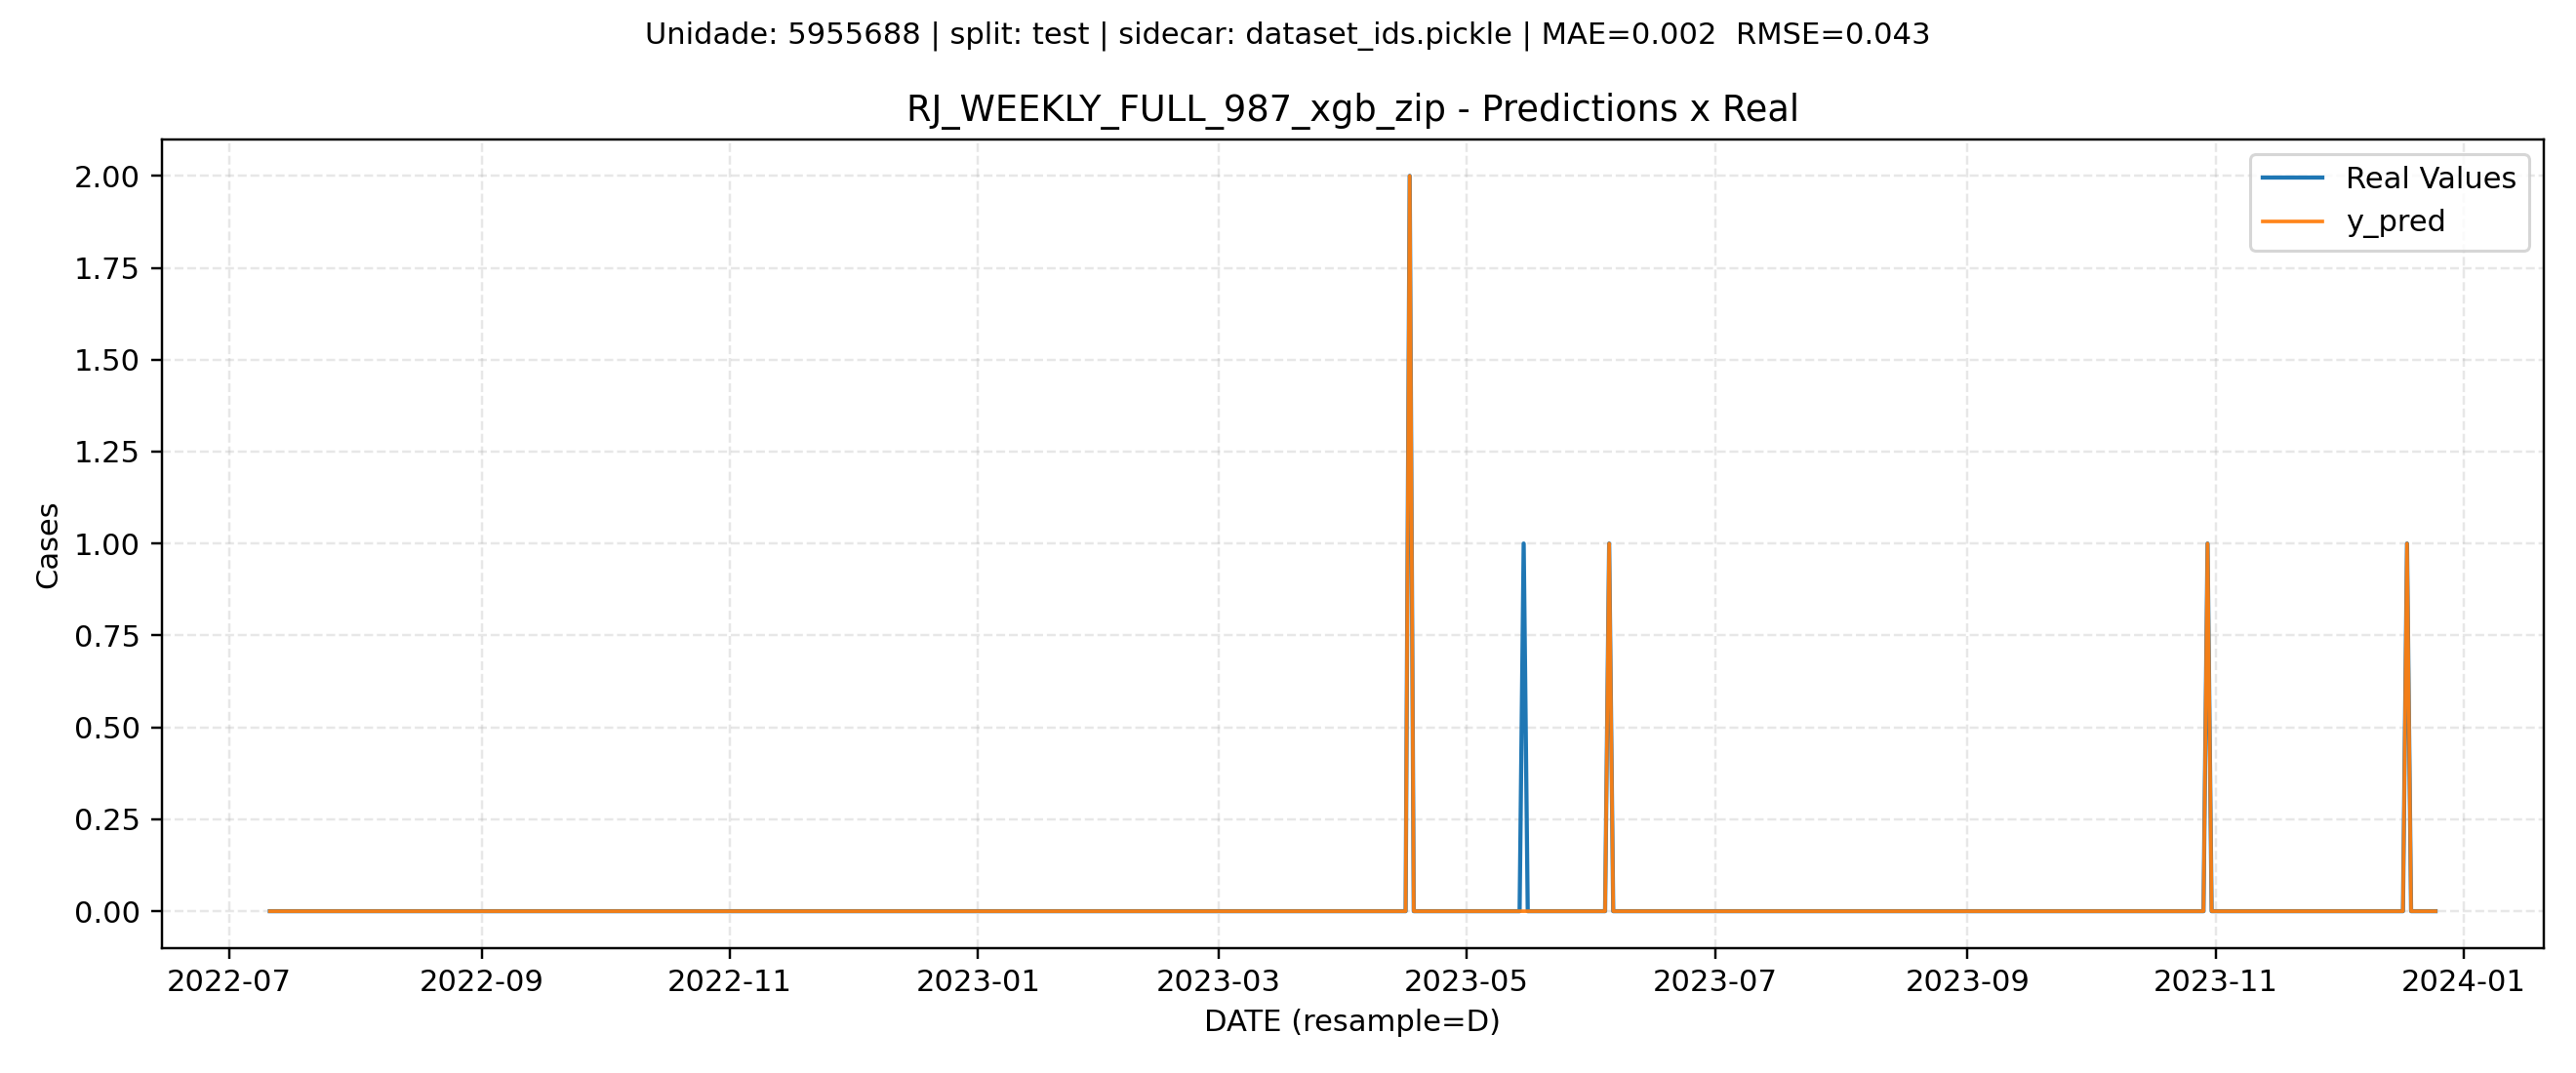 Unidade: 5955688 | split: test | sidecar: dataset_ids.pickle | MAE=0.002  RMSE=0.043
RJ_WEEKLY_FULL_987_xgb_zip - Predictions x Real
Real Values
y_pred
2.00
1.75
1.50
1.25
1.00
0.75
0.50
0.25
0.00
Cases
2022-07 2022-09 2022-11 2023-01 2023-03 2023-05 2023-07 2023-09 2023-11 2024-01
DATE (resample=D)